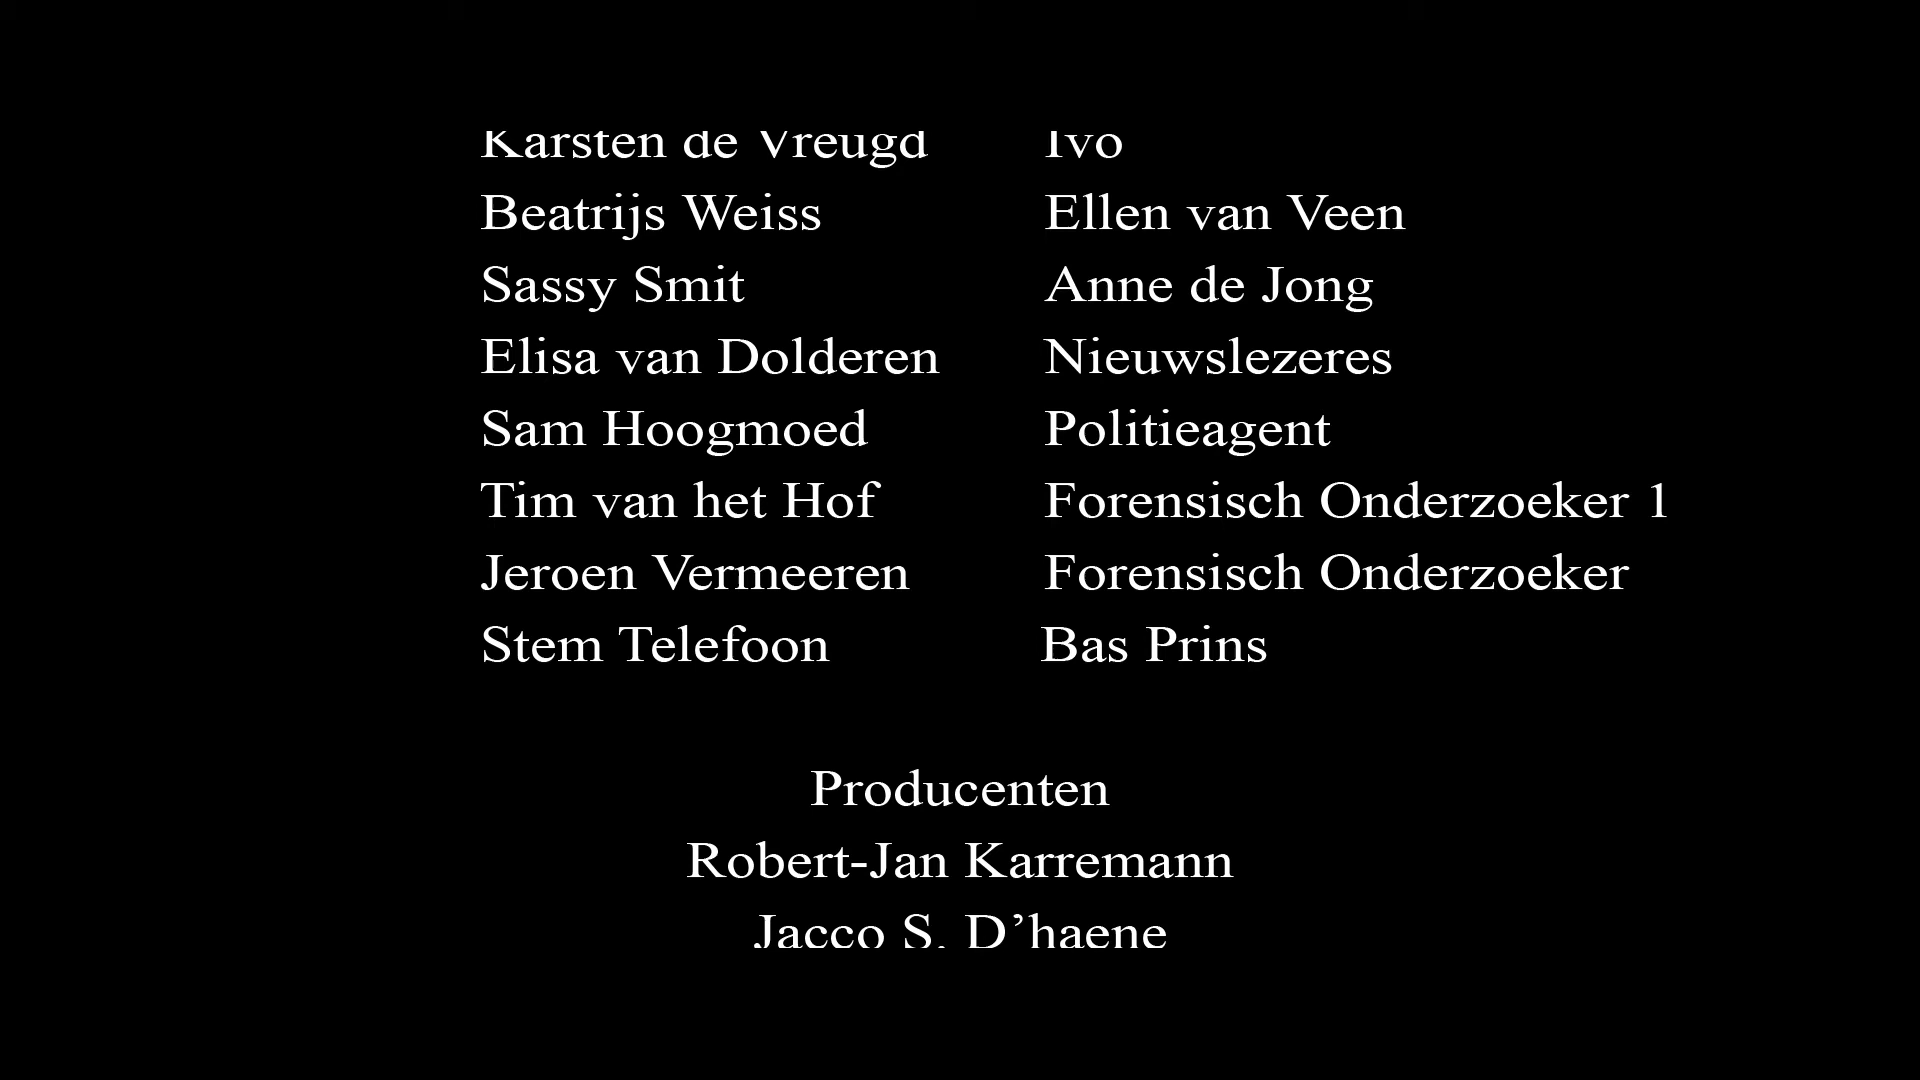 Karsten de Vreugd Ivo
Beatrijs Weiss Ellen van Veen
Sassy Smit Anne de Jong
Elisa van Dolderen Nieuwslezeres
Sam Hoogmoed Politieagent
Tim van het Hof Forensisch Onderzoeker 1
Jeroen Vermeeren Forensisch Onderzoeker
Stem Telefoon Bas Prins
Producenten
Robert-Jan Karremann
Jacco S. D’haene